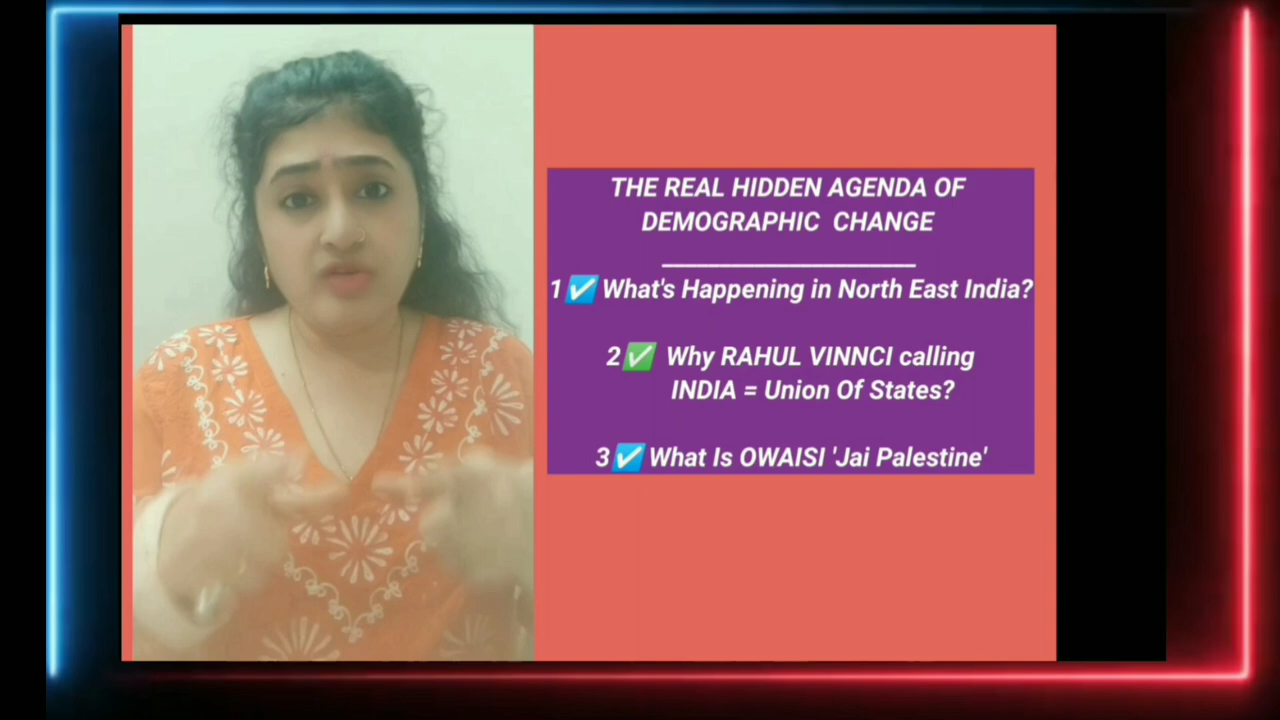 THE REAL HIDDEN AGENDA OF
DEMOGRAPHIC CHANGE
____________________
1☑️ What's Happening in North East India?
2✅ Why RAHUL VINNCI calling
INDIA = Union Of States?
3☑️ What Is OWAISI 'Jai Palestine'